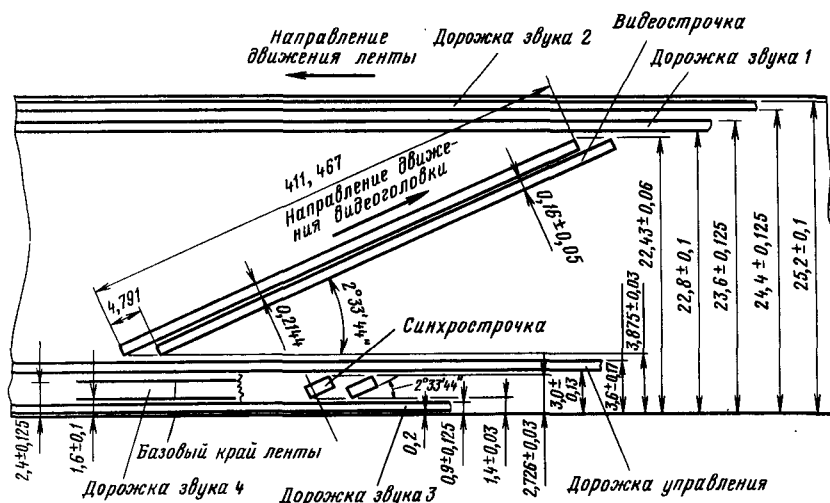 Направление
движения ленты
Дорожка звука 2
Видеострочка
Дорожка звука 1
411, 467
Направление движе-
ния видеоголовки
0,16±0,05
22,43±0,06
22,8±0,1
23,6±0,125
24,4±0,125
25,2±0,1
4,791
0,2144
2°33'44"
3,875±0,03
Синхрострочка
2°33'44"
3,0±
0,13
3,6±0,17
2,4±0,125
1,6±0,1
Базовый край ленты
0,2
0,9±0,125
1,4±0,03
2,726±0,03
Дорожка управления
Дорожка звука 4
Дорожка звука 3